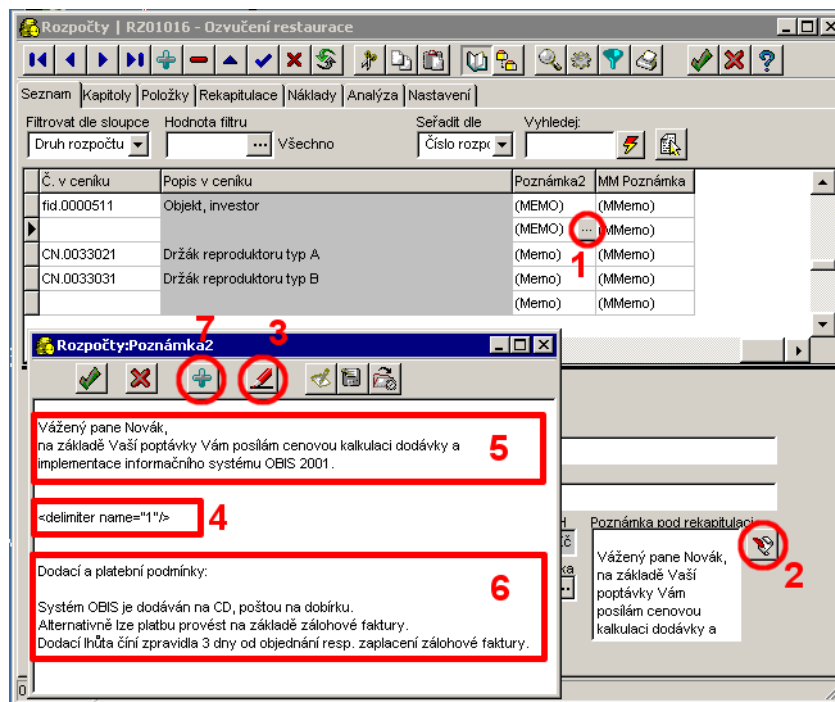 Rozpočty | RZ01016 - Ozvučení restaurace
Seznam Kapitoly Položky Rekapitulace Náklady Analýza Nastavení
Filtrovat dle sloupce Hodnota filtru Seřadit dle Vyhledej:
Druh rozpočtu ... Všechno Číslo rozpo
Č. v ceníku Popis v ceníku Poznámka2 MM Poznámka
fid.0000511 Objekt, investor (MEMO) (MMemo)
(MEMO) ... (MMemo)
1
CN.0033021 Držák reproduktoru typ A (Memo) (MMemo)
CN.0033031 Držák reproduktoru typ B (Memo) (MMemo)
(Memo) (MMemo)
7 3
Rozpočty:Poznámka2
Vážený pane Novák,
na základě Vaší poptávky Vám posílám cenovou kalkulaci dodávky a
implementace informačního systému OBIS 2001.
5
<delimiter name="1"/>
4
Dodací a platební podmínky:
6
Systém OBIS je dodáván na CD, poštou na dobírku.
Alternativně lze platbu provést na základě zálohové faktury.
Dodací lhůta číní zpravidla 3 dny od objednání resp. zaplacení zálohové faktury.
H Poznámka pod rekapitulací
Kč
ka
...
Vážený pane Novák,
na základě Vaší
poptávky Vám
posílám cenovou
kalkulaci dodávky a
2
0